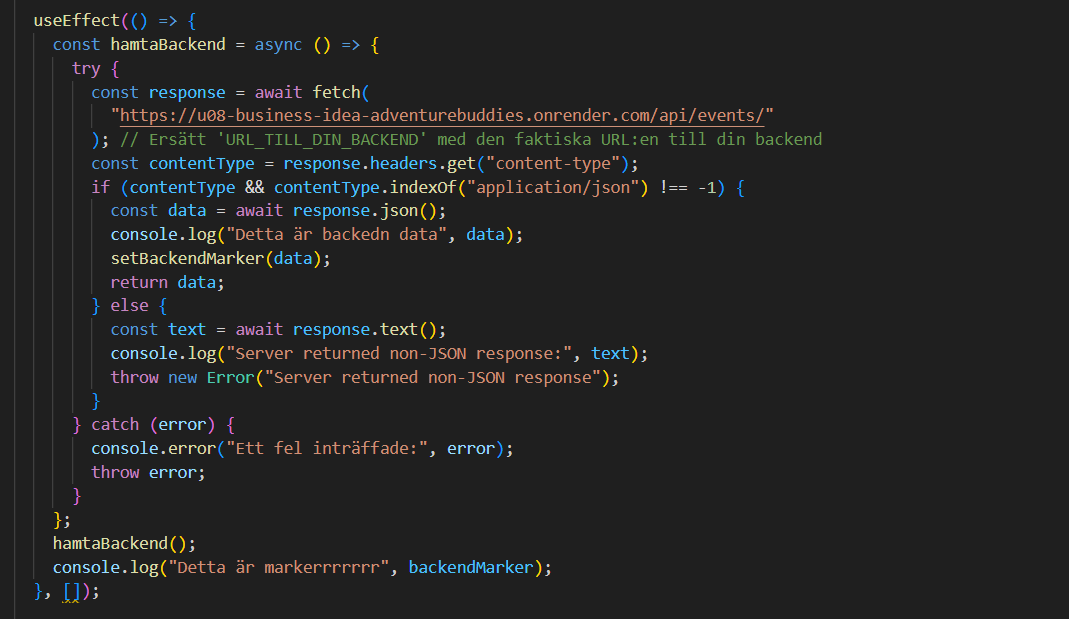 useEffect(() => {
  const hamtaBackend = async () => {
    try {
      const response = await fetch(
        "https://u08-business-idea-adventurebuddies.onrender.com/api/events/"
      ); // Ersätt 'URL_TILL_DIN_BACKEND' med den faktiska URL:en till din backend
      const contentType = response.headers.get("content-type");
      if (contentType && contentType.indexOf("application/json") !== -1) {
        const data = await response.json();
        console.log("Detta är backedn data", data);
        setBackendMarker(data);
        return data;
      } else {
        const text = await response.text();
        console.log("Server returned non-JSON response:", text);
        throw new Error("Server returned non-JSON response");
      }
    } catch (error) {
      console.error("Ett fel inträffade:", error);
      throw error;
    }
  };
  hamtaBackend();
  console.log("Detta är markerrrrrrr", backendMarker);
}, []);